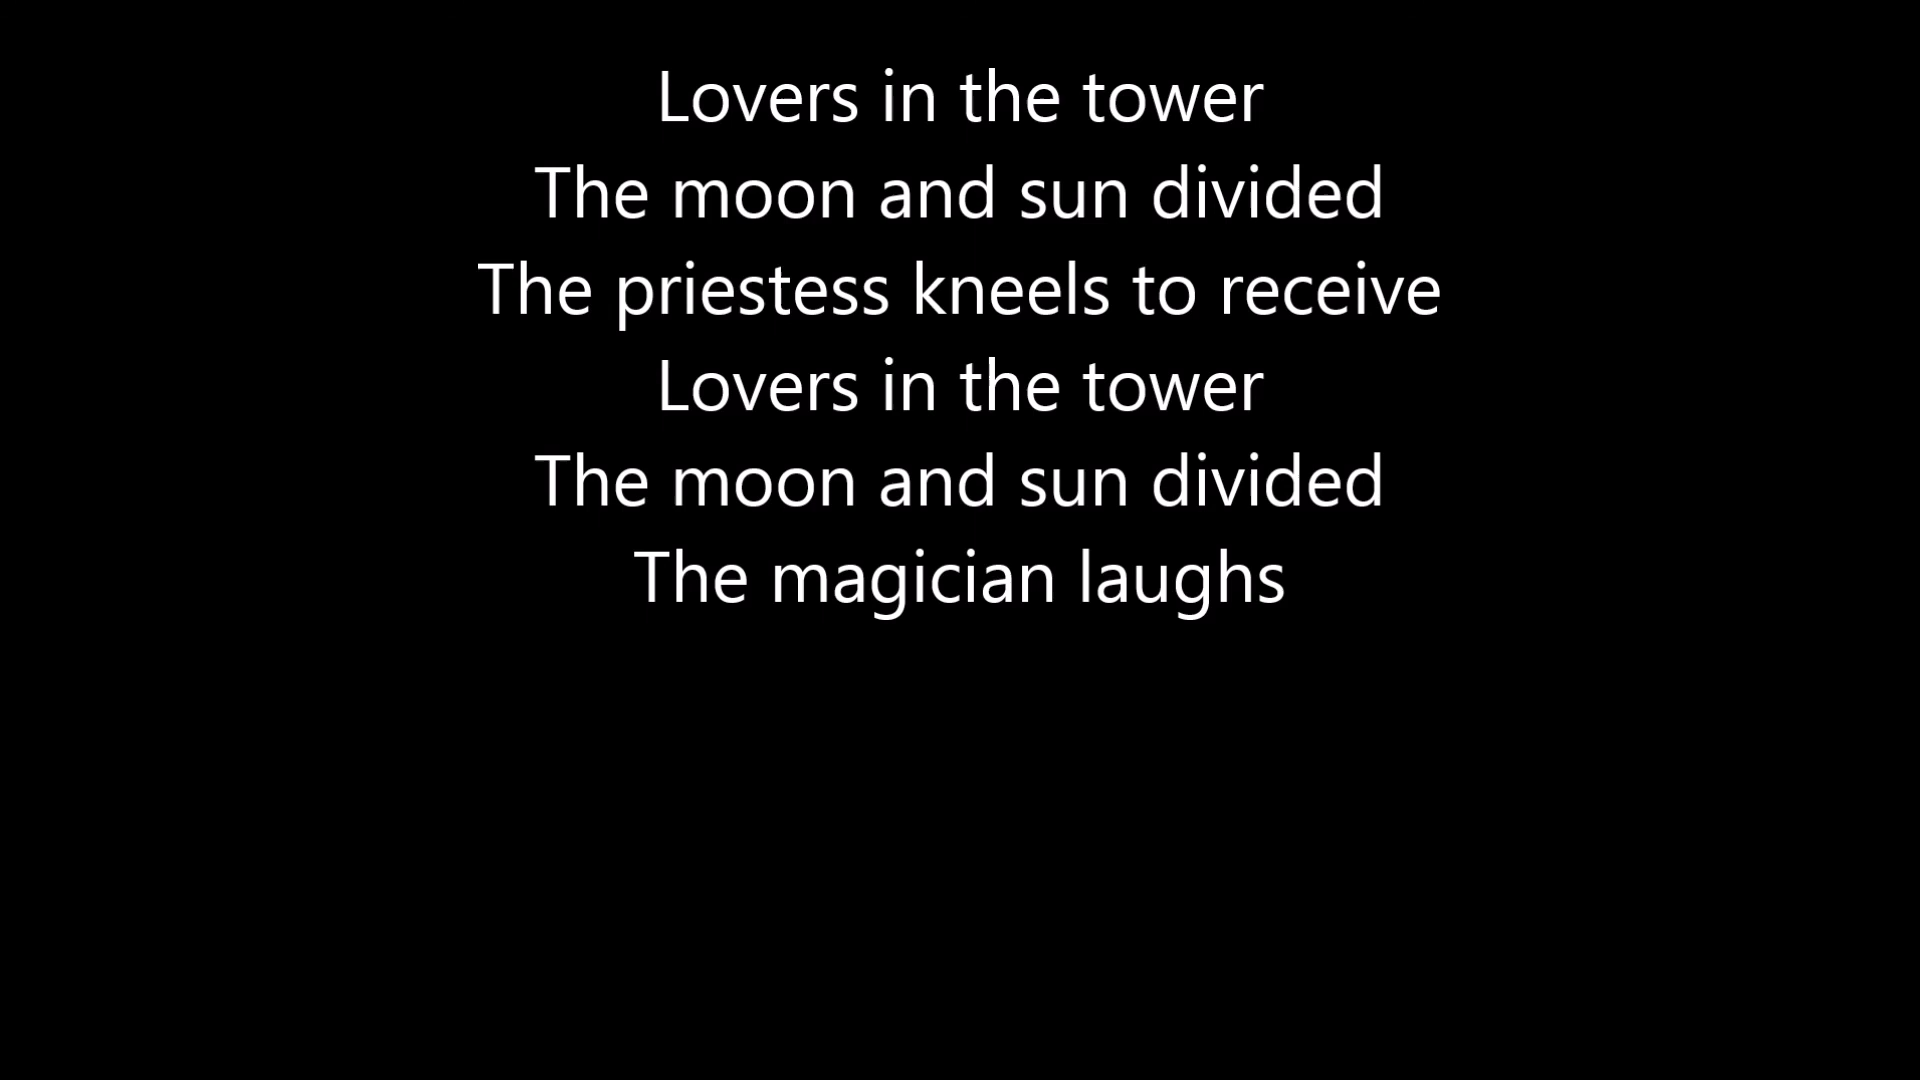 Lovers in the tower
The moon and sun divided
The priestess kneels to receive
Lovers in the tower
The moon and sun divided
The magician laughs